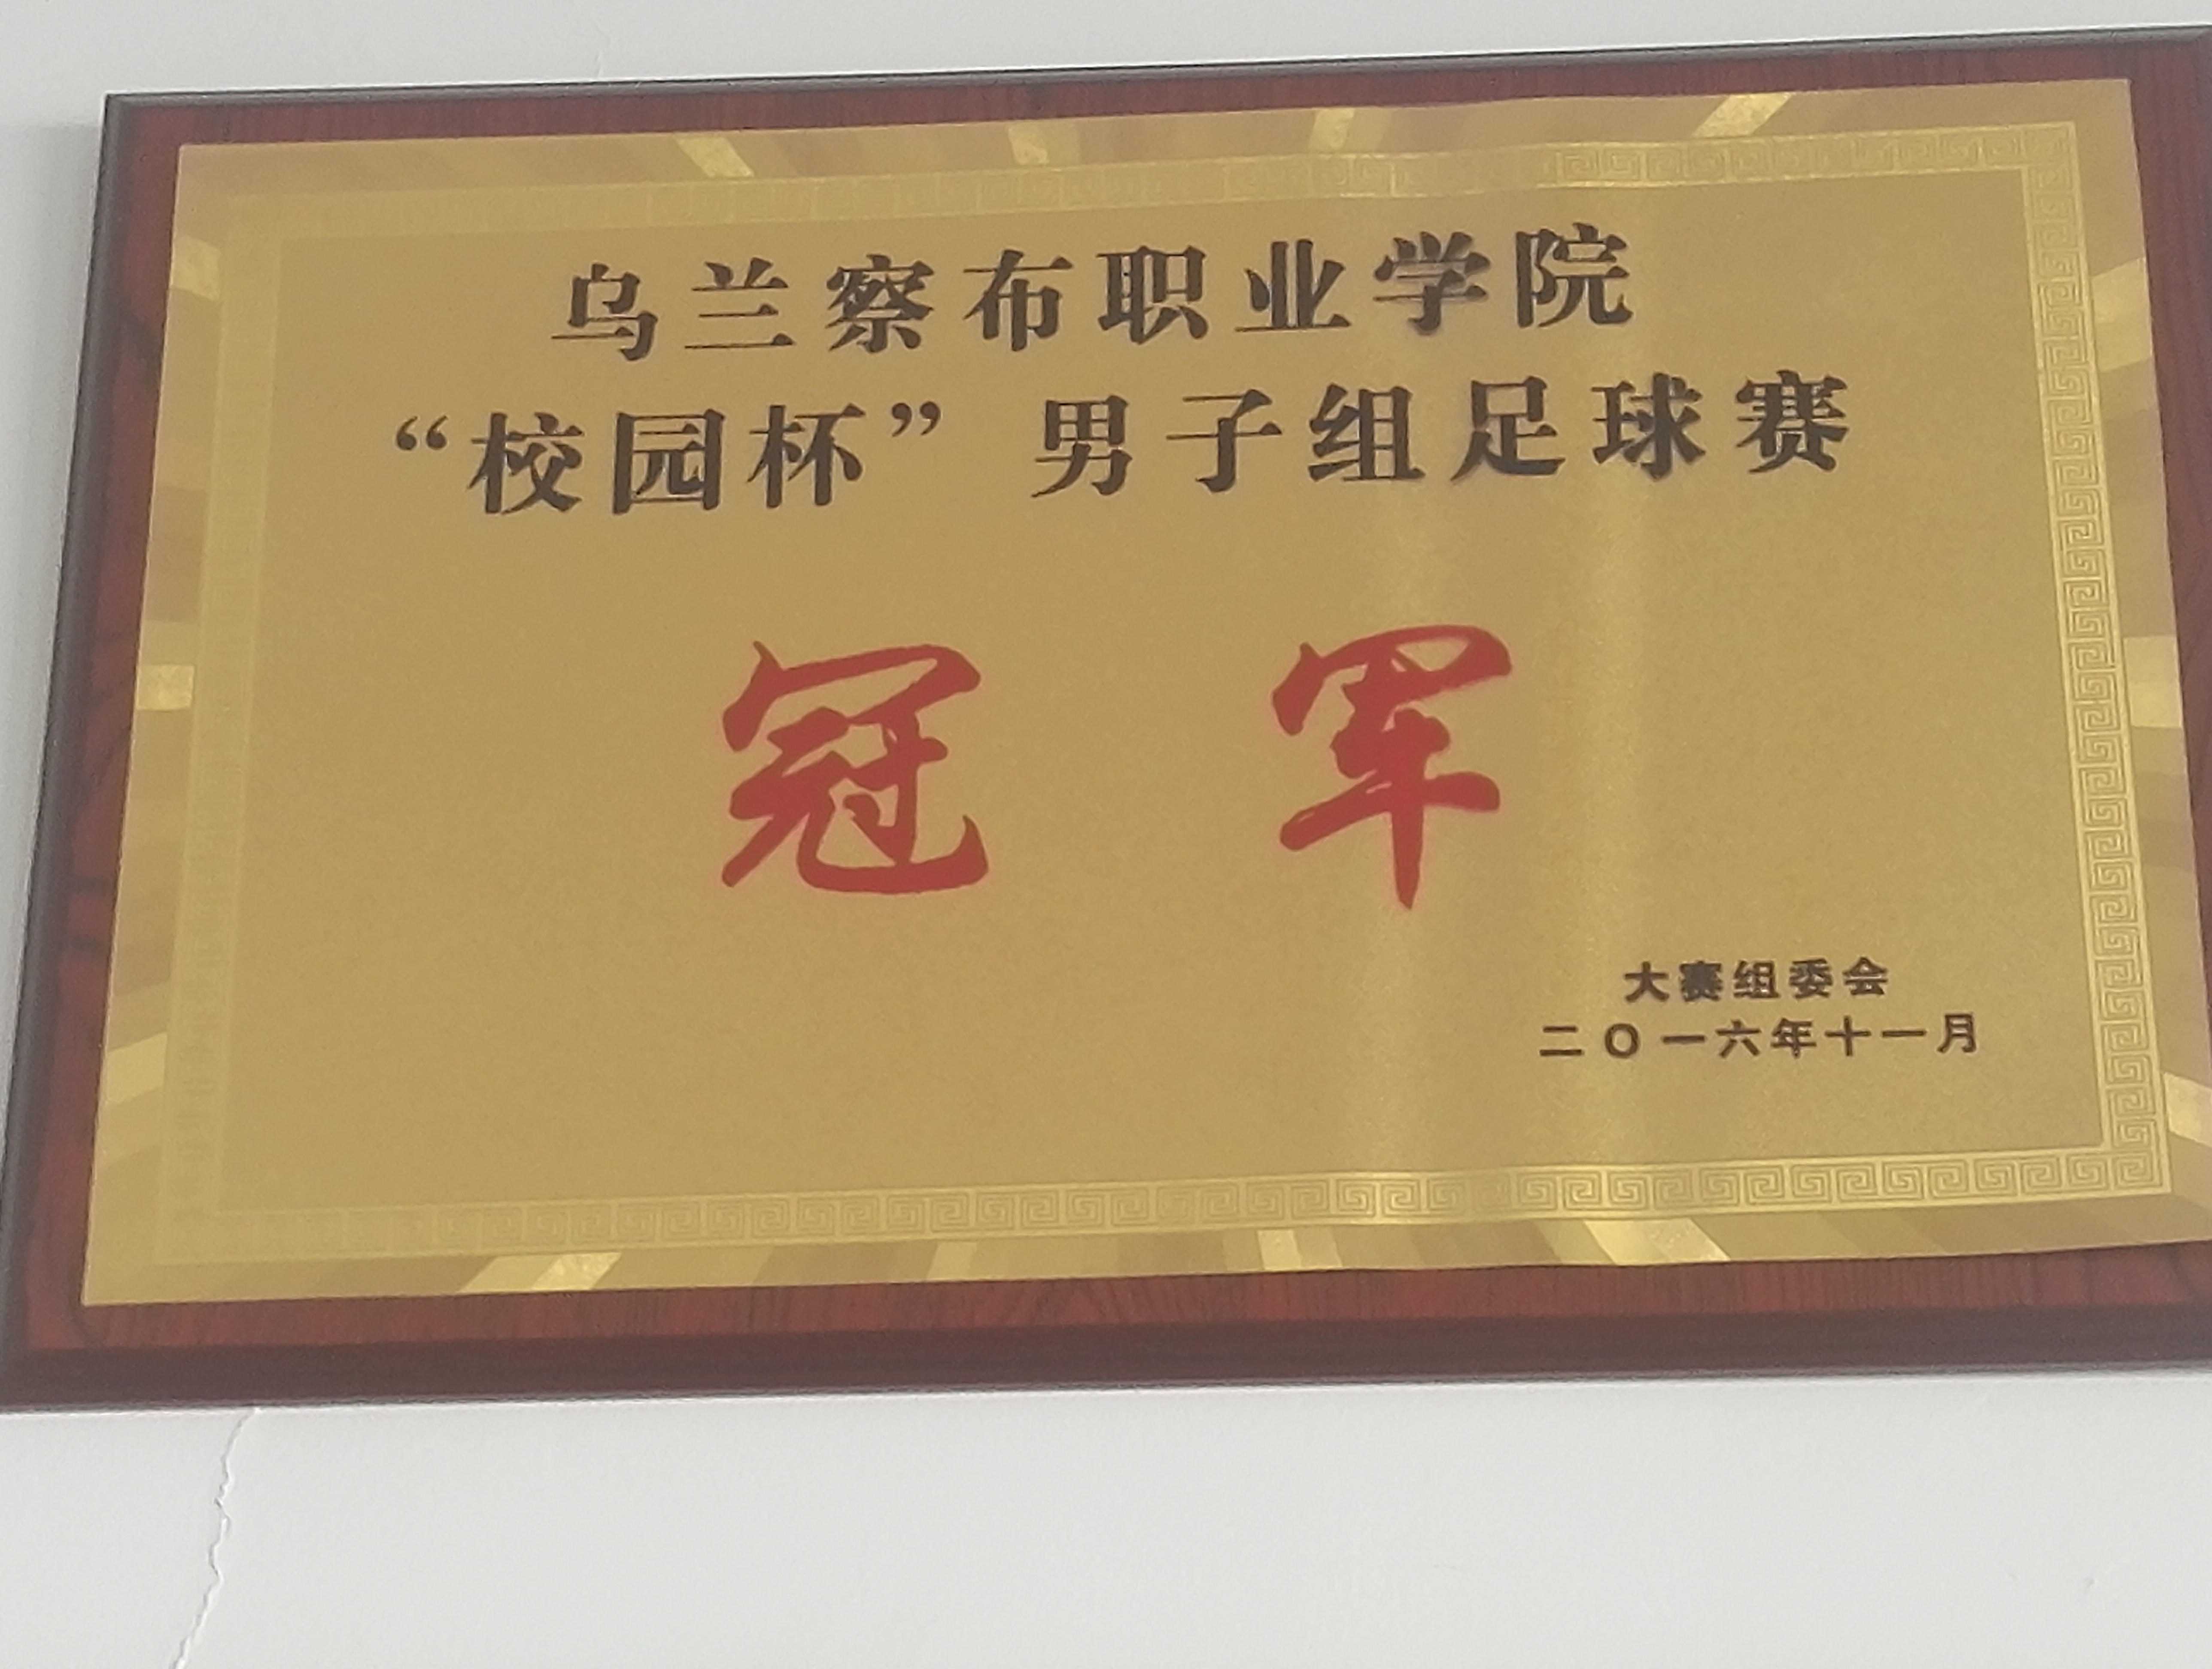 乌兰察布职业学院
“校园杯” 男子组足球赛
冠军
大赛组委会
二〇一六年十一月